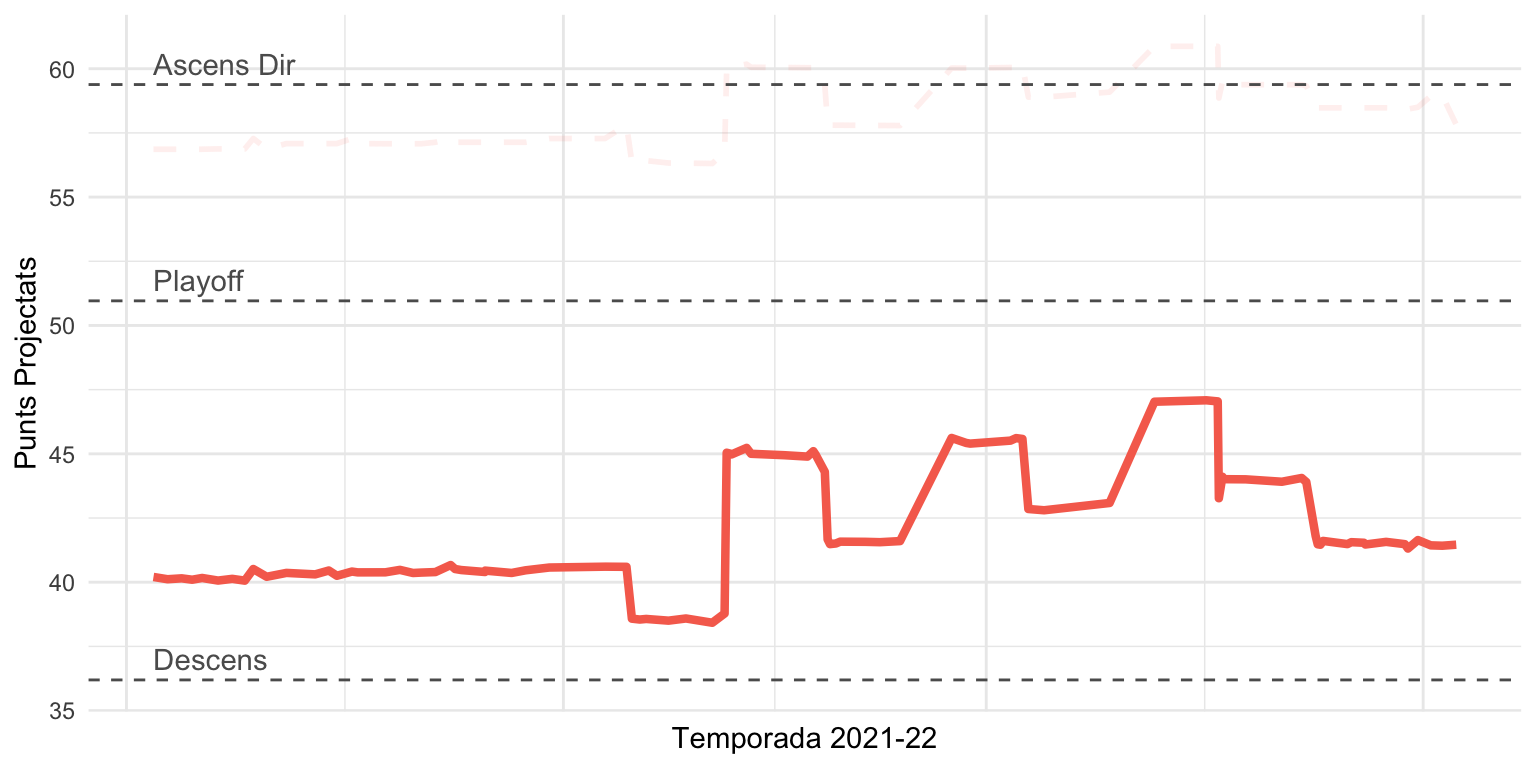 Punts Projectats
60
55
50
45
40
35
Ascens Dir
Playoff
Descens
Temporada 2021-22